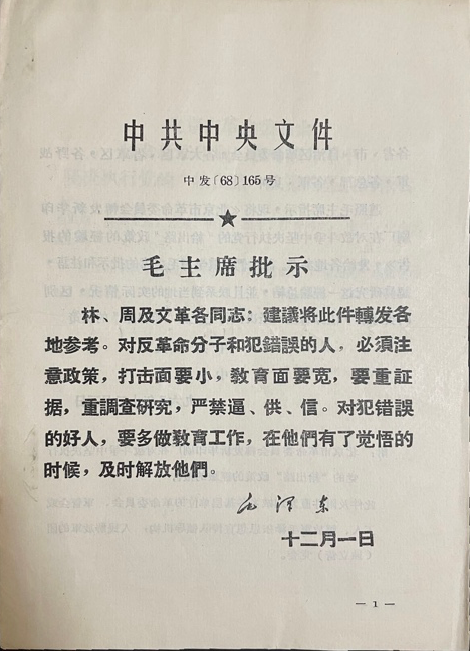 中共中央文件
中发〔68〕165号
毛主席批示
林、周及文革各同志：建議将此件轉发各
地参考。对反革命分子和犯錯誤的人，必須注
意政策，打击面要小，敎育面要宽，要重証
据，重調查研究，严禁逼、供、信。对犯錯誤
的好人，要多做敎育工作，在他們有了觉悟的
时候，及时解放他們。
毛泽东
十二月一日
— 1 —